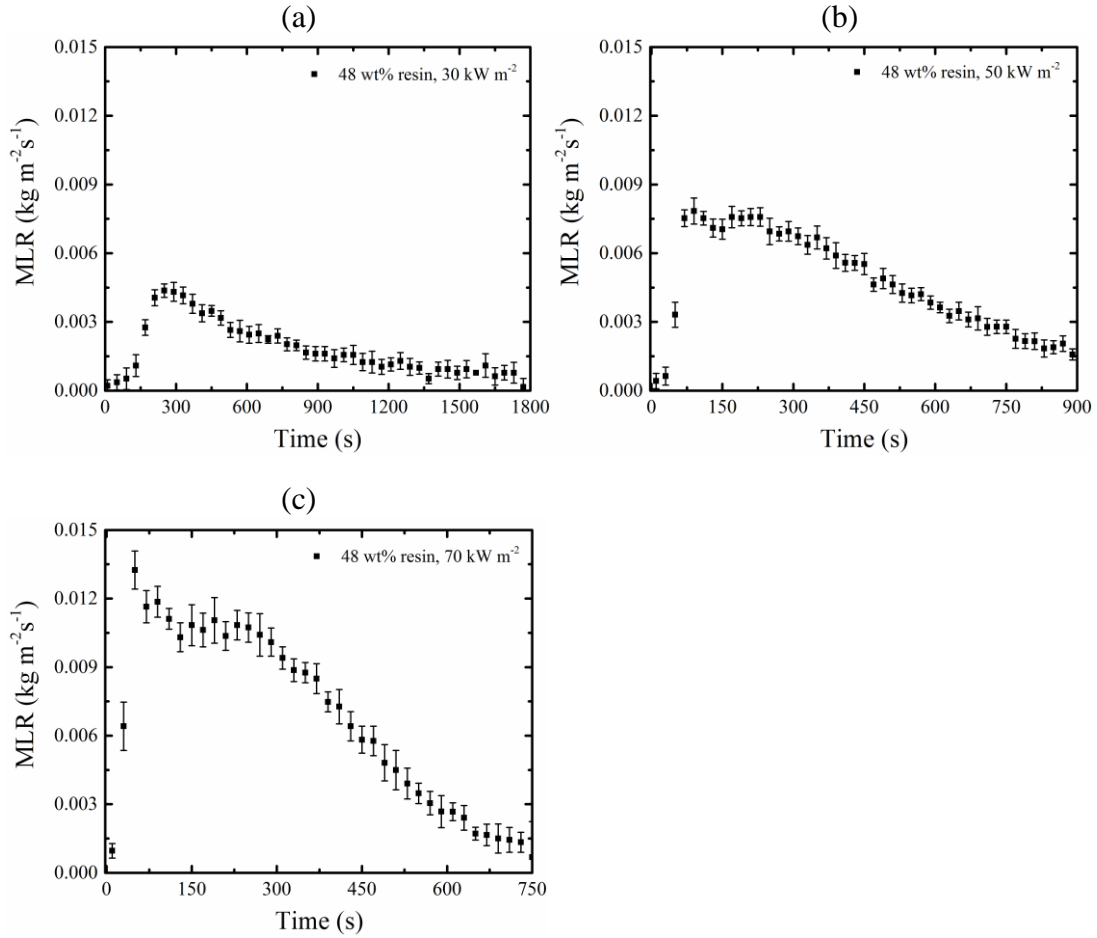 (a)
0.015
0.012
0.009
0.006
0.003
0.000
MLR (kg m⁻²s⁻¹)
48 wt% resin, 30 kW m⁻²
0 300 600 900 1200 1500 1800
Time (s)
(b)
0.015
0.012
0.009
0.006
0.003
0.000
MLR (kg m⁻²s⁻¹)
48 wt% resin, 50 kW m⁻²
0 150 300 450 600 750 900
Time (s)
(c)
0.015
0.012
0.009
0.006
0.003
0.000
MLR (kg m⁻²s⁻¹)
48 wt% resin, 70 kW m⁻²
0 150 300 450 600 750
Time (s)